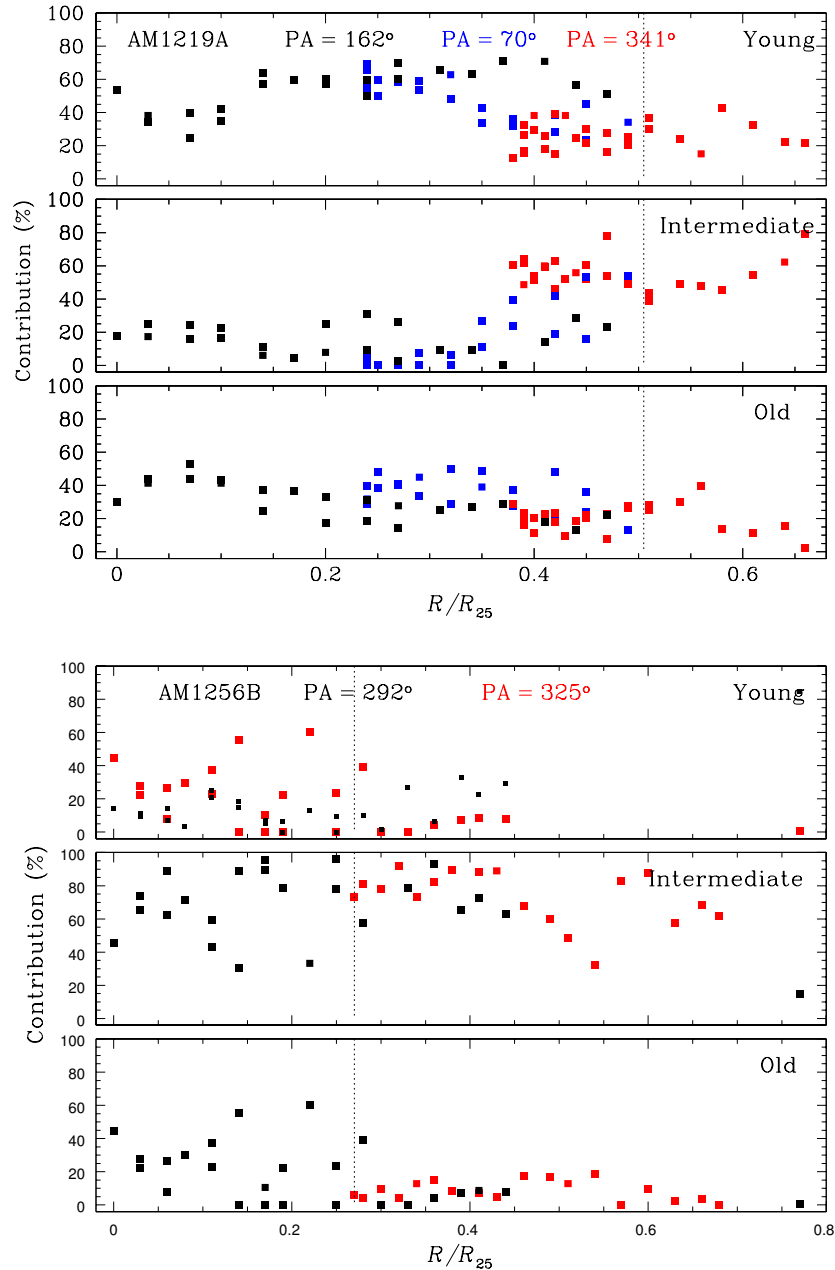 AM1219A PA = 162° PA = 70° PA = 341° Young
100
80
60
40
20
0
Intermediate
80
60
40
20
0
Old
100
80
60
40
20
0
Contribution (%)
0 0.2 0.4 0.6
R/R25
AM1256B PA = 292° PA = 325° Young
100
80
60
40
20
0
Intermediate
100
80
60
40
20
0
Old
100
80
60
40
20
0
Contribution (%)
0 0.2 0.4 0.6 0.8
R/R25